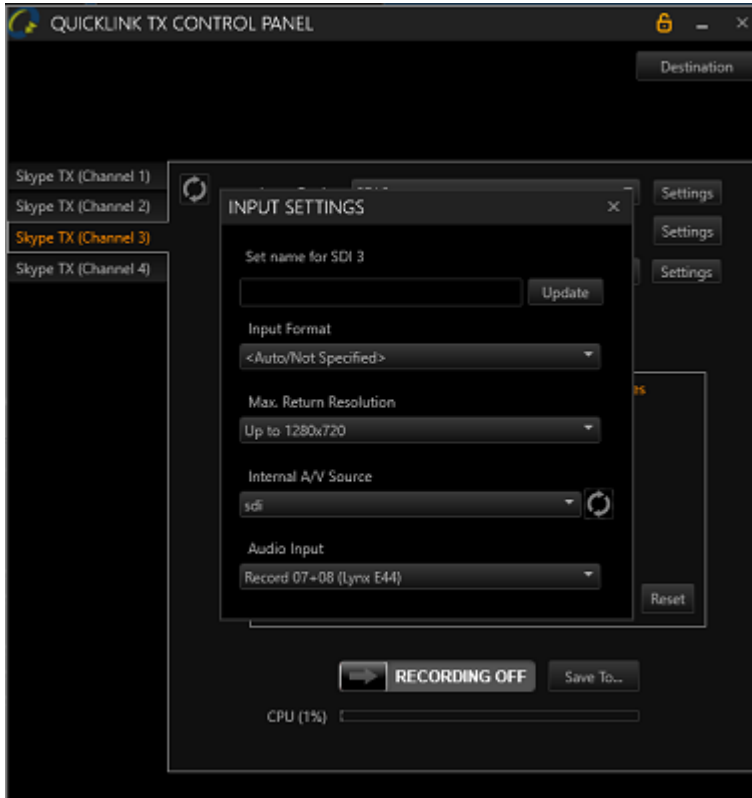 QUICKLINK TX CONTROL PANEL
Destination
Skype TX (Channel 1)
Skype TX (Channel 2)
Skype TX (Channel 3)
Skype TX (Channel 4)
Settings
Settings
Settings
INPUT SETTINGS
Set name for SDI 3
Update
Input Format
<Auto/Not Specified>
Max. Return Resolution
Up to 1280x720
Internal A/V Source
sdi
Audio Input
Record 07+08 (Lynx E44)
Reset
RECORDING OFF
Save To...
CPU (1%)